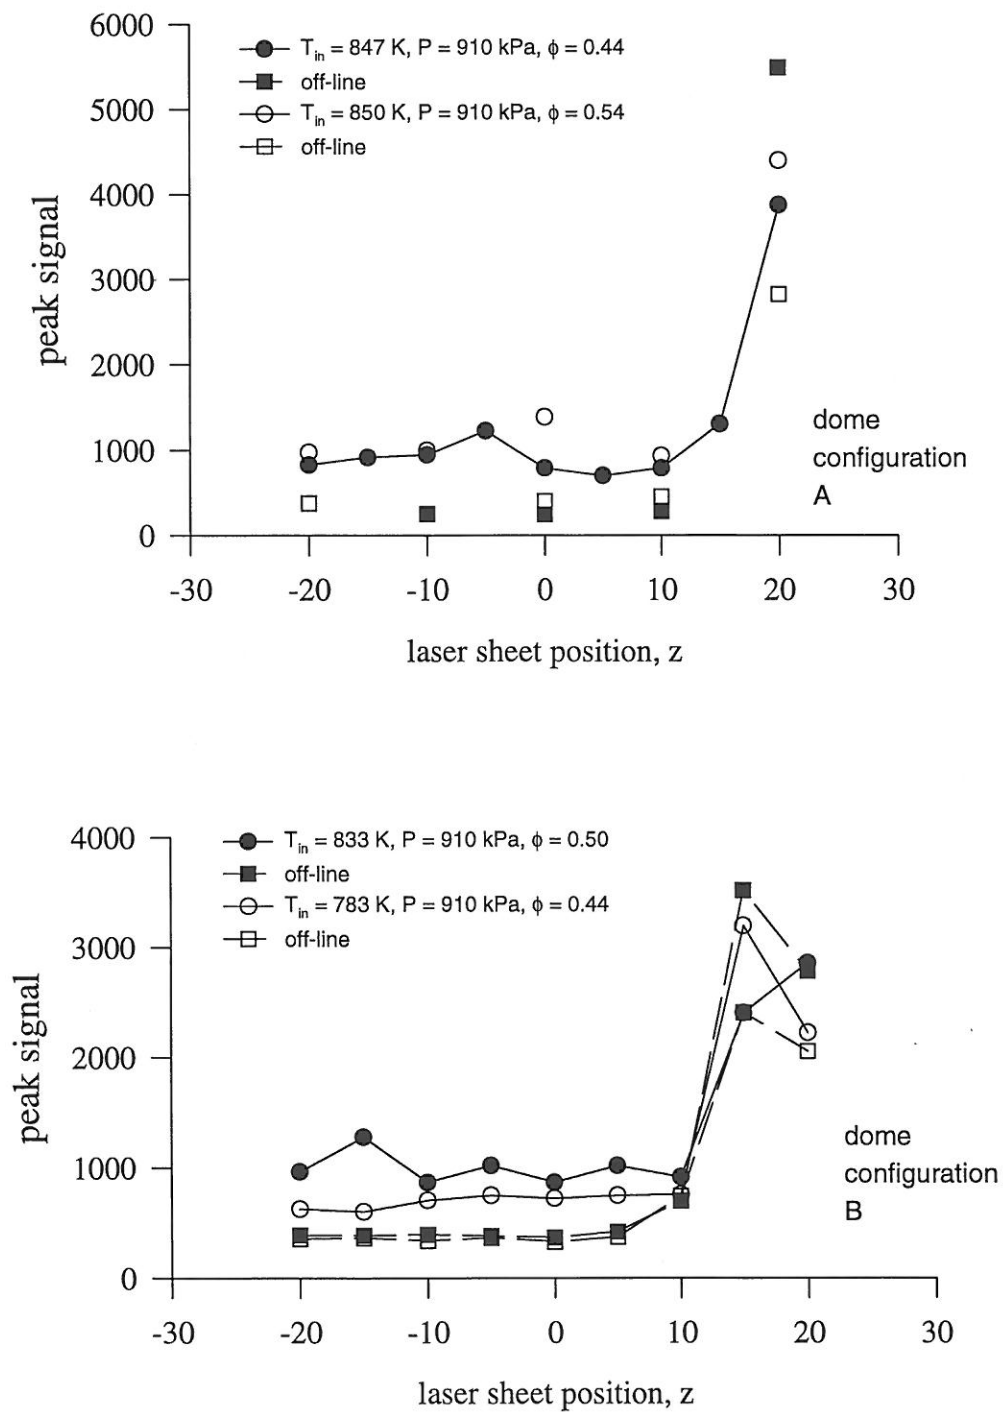 6000
5000
4000
3000
2000
1000
0
peak signal
T_in = 847 K, P = 910 kPa, ϕ = 0.44
off-line
T_in = 850 K, P = 910 kPa, ϕ = 0.54
off-line
dome
configuration
A
-30 -20 -10 0 10 20 30
laser sheet position, z
4000
3000
2000
1000
0
peak signal
T_in = 833 K, P = 910 kPa, ϕ = 0.50
off-line
T_in = 783 K, P = 910 kPa, ϕ = 0.44
off-line
dome
configuration
B
-30 -20 -10 0 10 20 30
laser sheet position, z